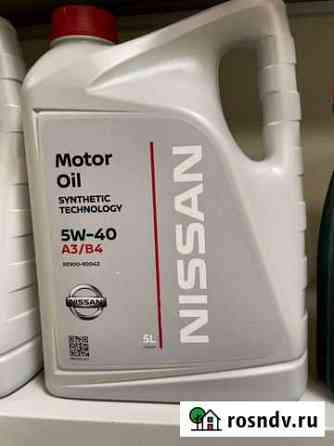 Motor
Oil
SYNTHETIC
TECHNOLOGY
5W-40
A3/B4
NISSAN
5L
NISSAN
rosndv.ru